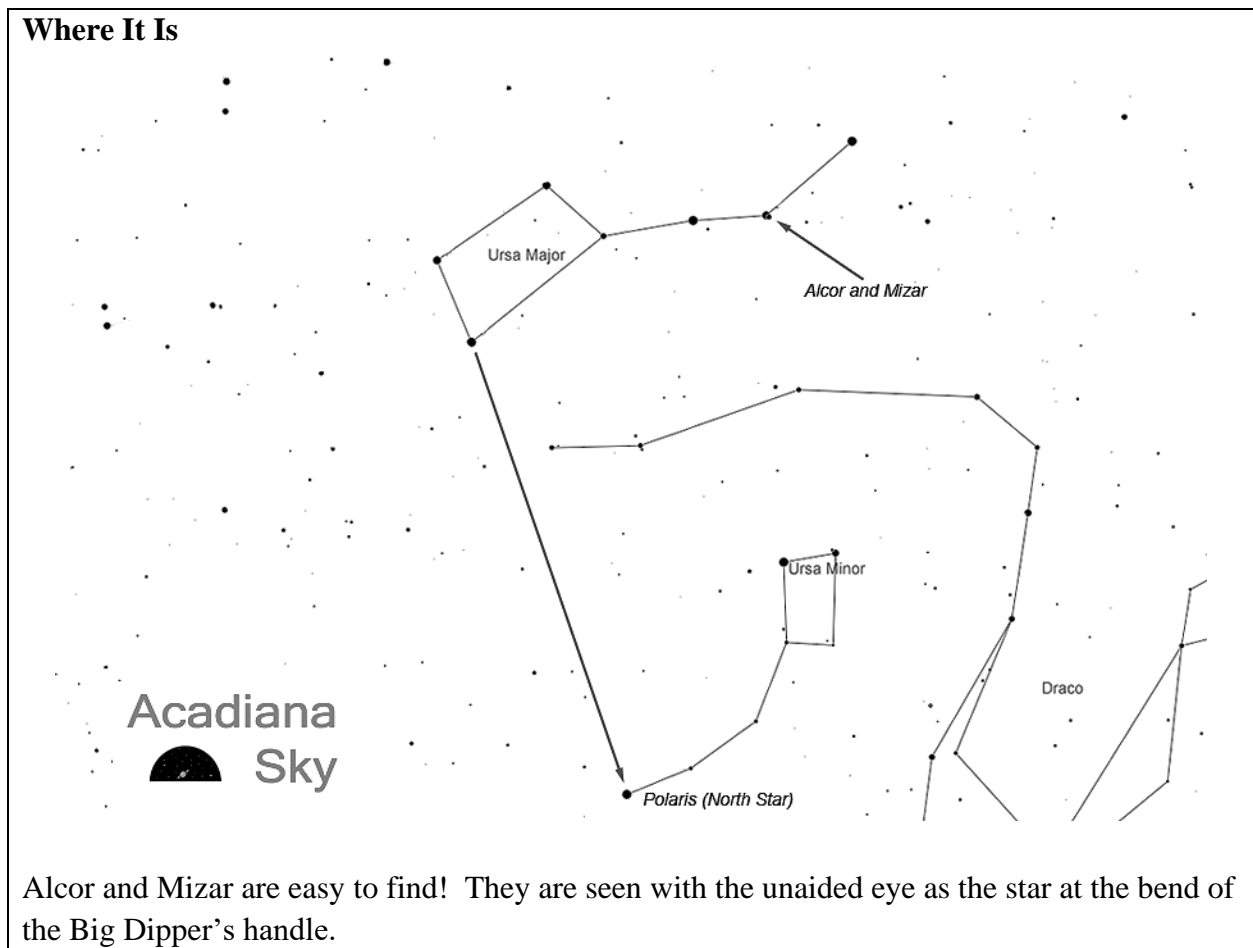 Where It Is
Ursa Major
Alcor and Mizar
Ursa Minor
Draco
Acadiana
Sky
Polaris (North Star)
Alcor and Mizar are easy to find!  They are seen with the unaided eye as the star at the bend of
the Big Dipper’s handle.